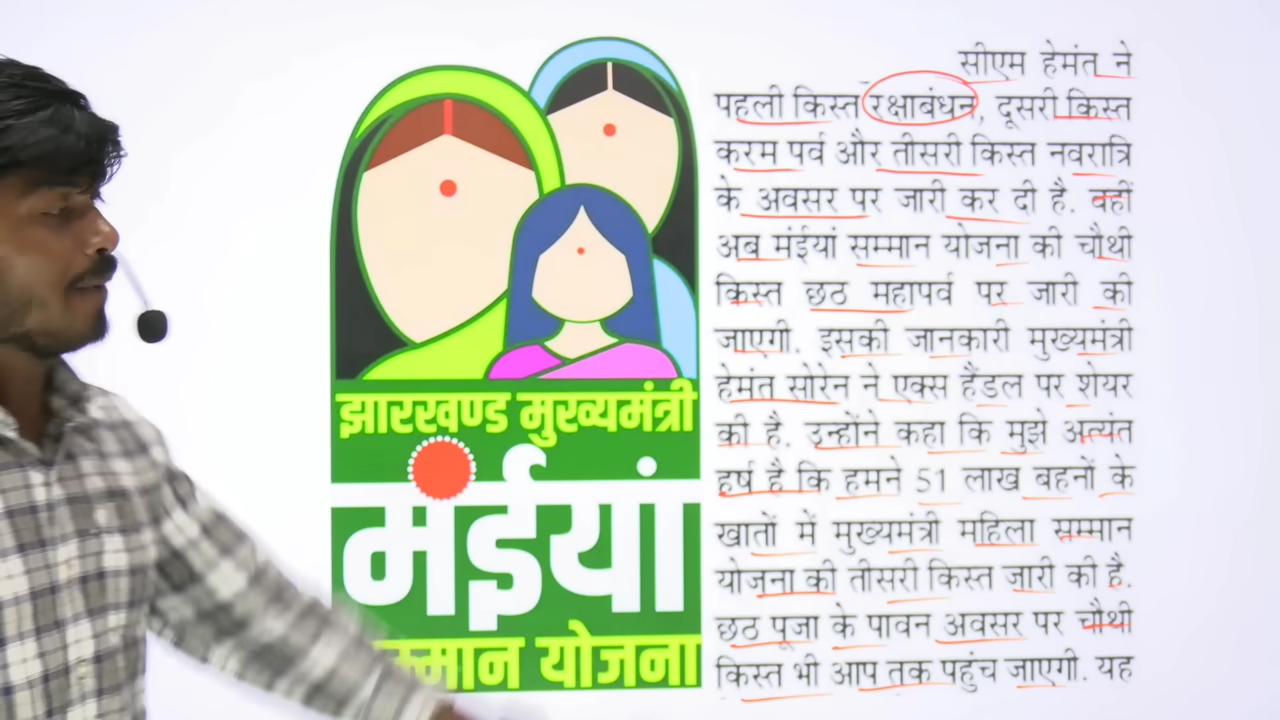 झारखण्ड मुख्यमंत्री
मंईयां
म्मान योजना
सीएम हेमंत ने
पहली किस्त रक्षाबंधन, दूसरी किस्त
करम पर्व और तीसरी किस्त नवरात्रि
के अवसर पर जारी कर दी है. वहीं
अब मंईयां सम्मान योजना की चौथी
किस्त छठ महापर्व पर जारी की
जाएगी. इसकी जानकारी मुख्यमंत्री
हेमंत सोरेन ने एक्स हैंडल पर शेयर
की है. उन्होंने कहा कि मुझे अत्यंत
हर्ष है कि हमने 51 लाख बहनों के
खातों में मुख्यमंत्री महिला सम्मान
योजना की तीसरी किस्त जारी की है.
छठ पूजा के पावन अवसर पर चौथी
किस्त भी आप तक पहुंच जाएगी. यह